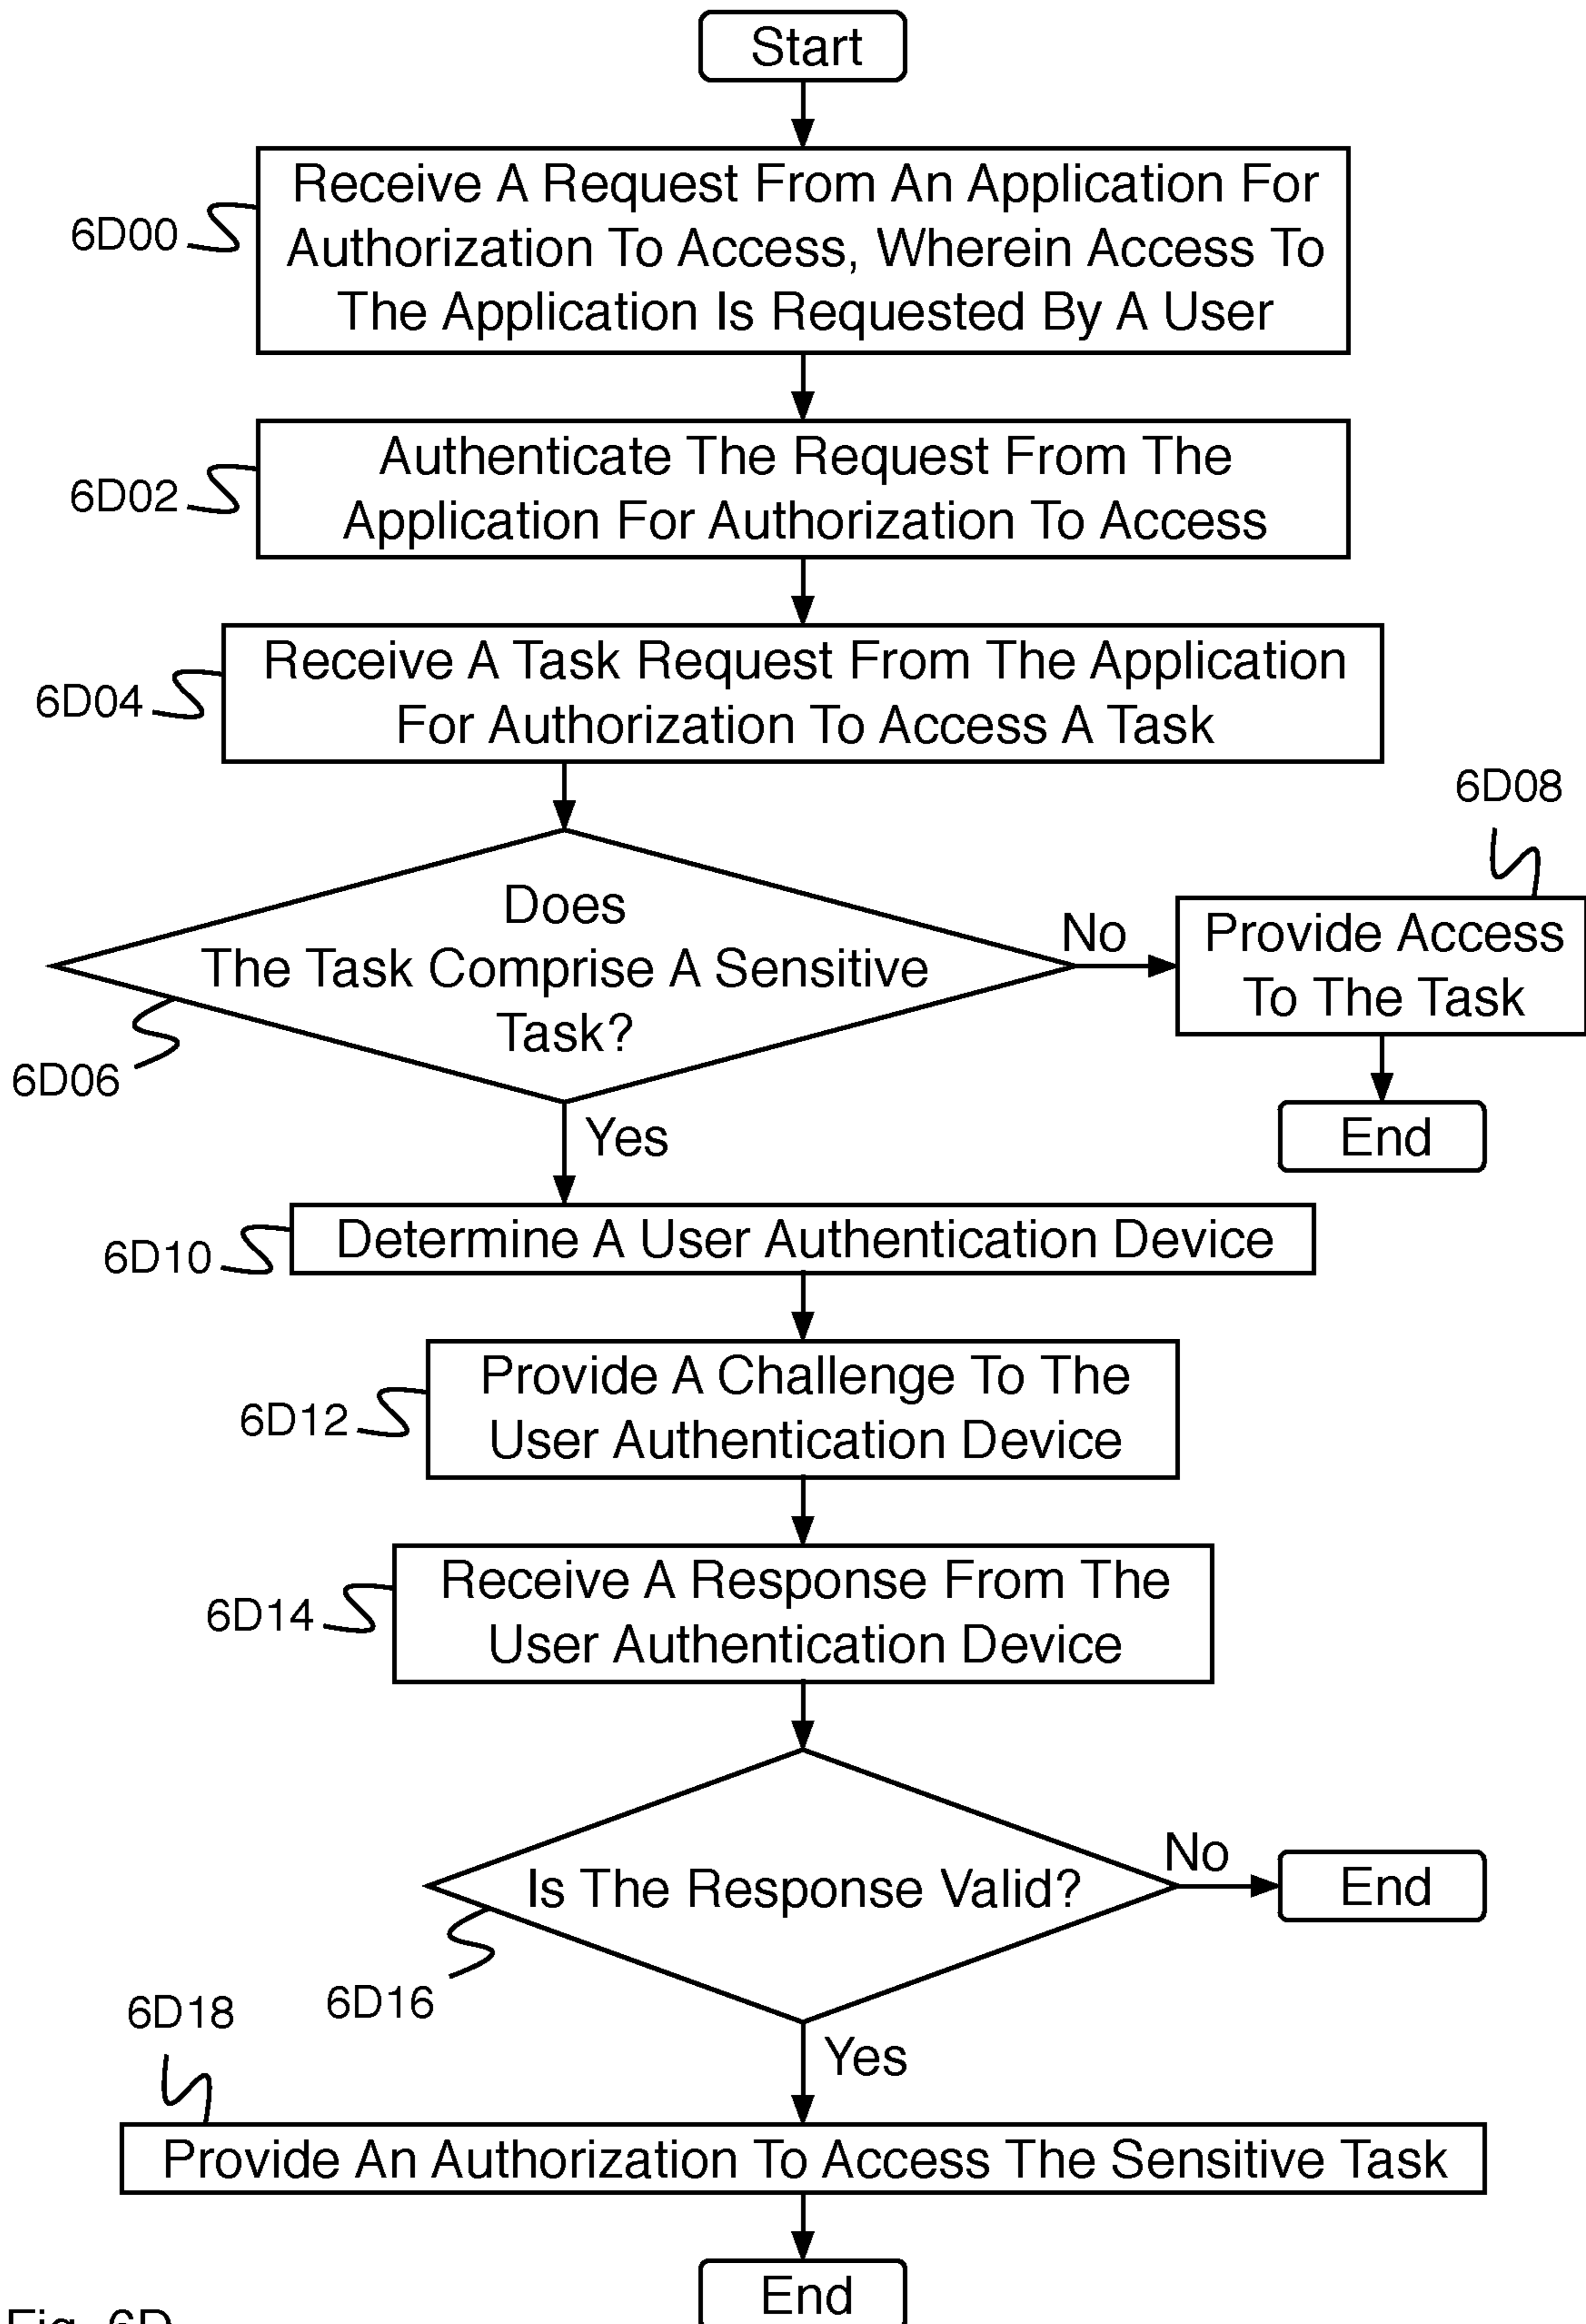 Start
6D00
Receive A Request From An Application For
Authorization To Access, Wherein Access To
The Application Is Requested By A User
6D02
Authenticate The Request From The
Application For Authorization To Access
6D04
Receive A Task Request From The Application
For Authorization To Access A Task
6D08
Does
The Task Comprise A Sensitive
Task?
No
Provide Access
To The Task
6D06
End
Yes
6D10
Determine A User Authentication Device
6D12
Provide A Challenge To The
User Authentication Device
6D14
Receive A Response From The
User Authentication Device
Is The Response Valid?
No
End
6D16
6D18
Yes
Provide An Authorization To Access The Sensitive Task
End
Fig. 6D